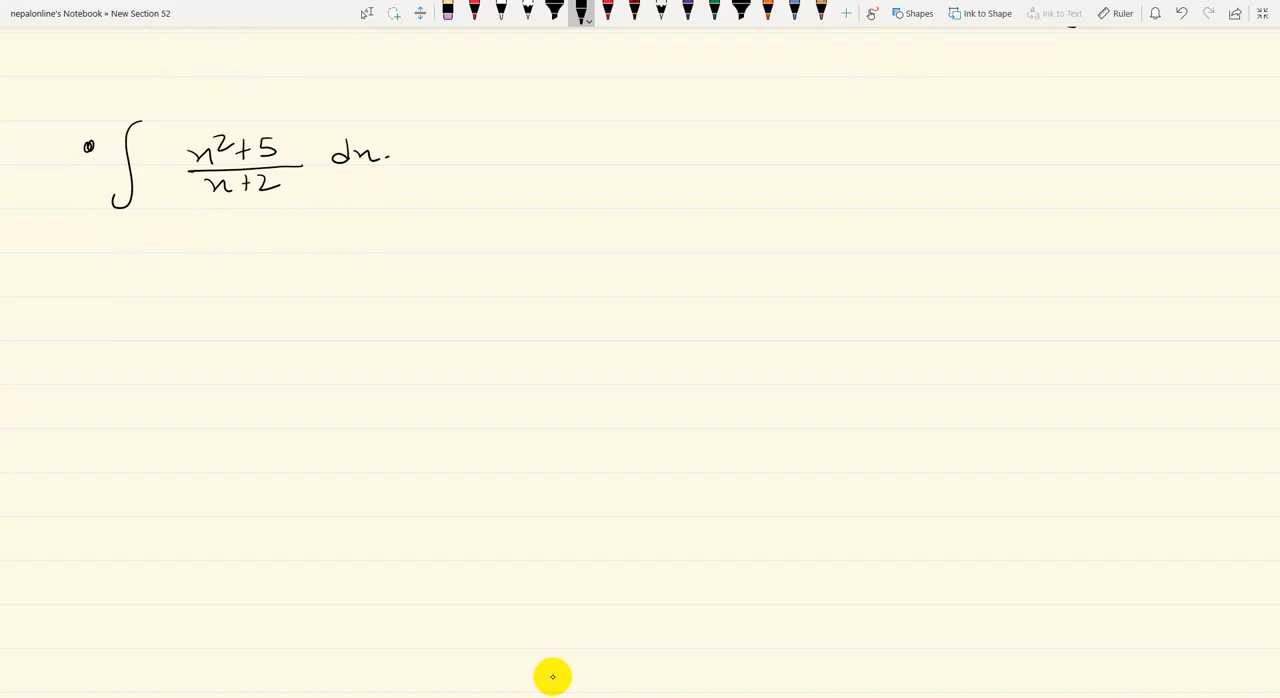 nepalonline's Notebook » New Section 52
Shapes
Ink to Shape
Ink to Text
Ruler
∫ x²+5 / x+2 dx.